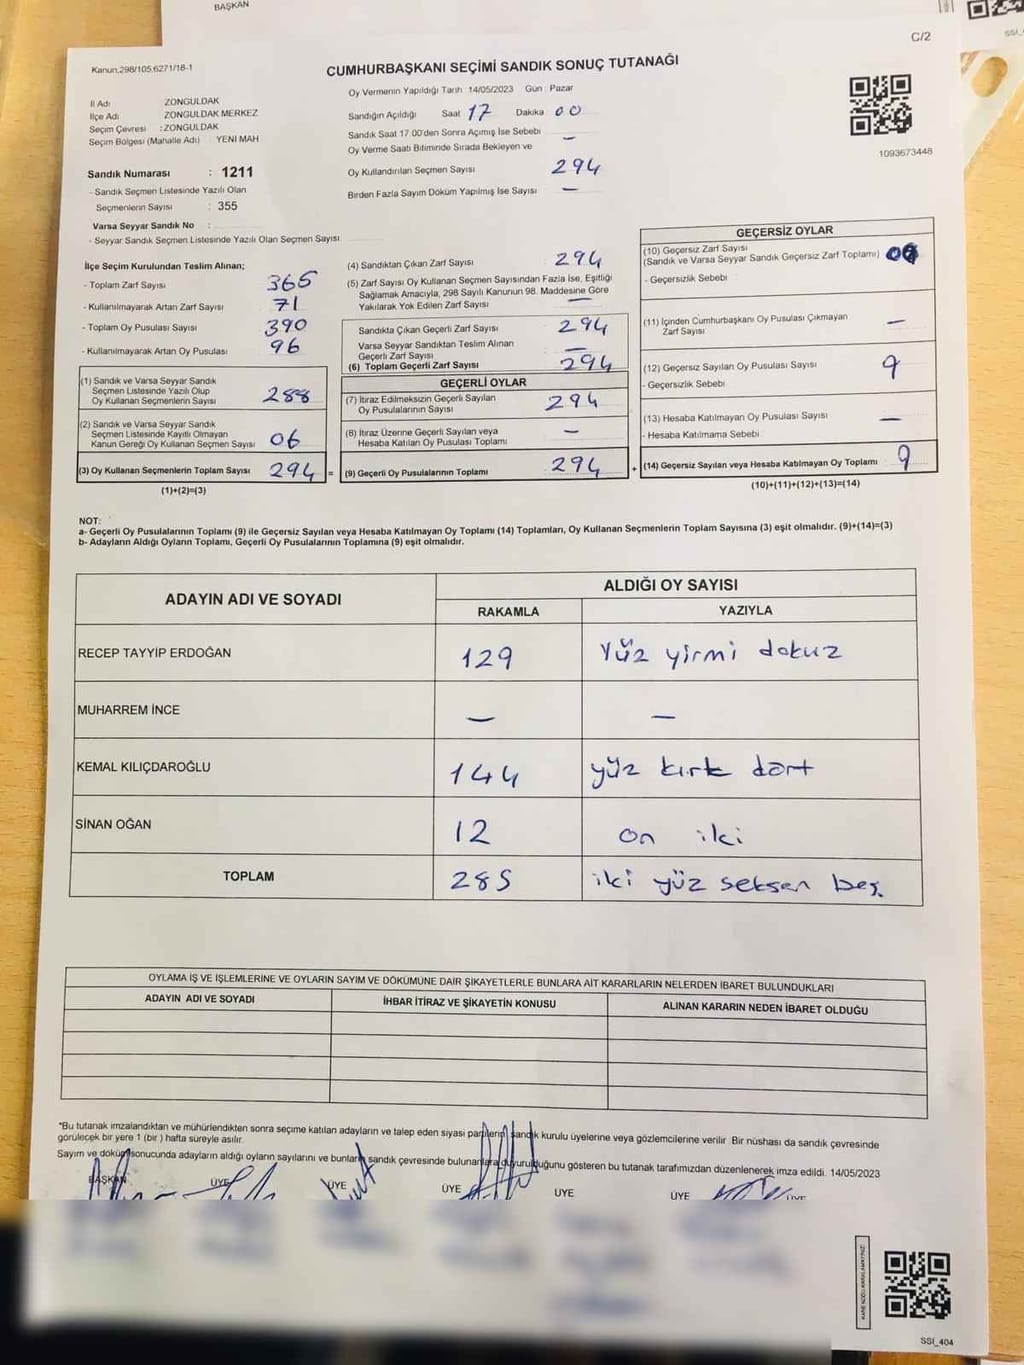 BAŞKAN
C/2
Kanun.298/105,6271/18-1
CUMHURBAŞKANI SEÇİMİ SANDIK SONUÇ TUTANAĞI
Oy Vermenin Yapıldığı Tarih 14/05/2023 Gün : Pazar
İl Adı ZONGULDAK
İlçe Adı ZONGULDAK MERKEZ
Seçim Çevresi :ZONGULDAK
Seçim Bölgesi (Mahalle Adı) YENİ MAH
Sandığın Açıldığı Saat 17 Dakika 00
Sandık Saat 17.00'den Sonra Açımış İse Sebebi
Oy Verme Saati Bitiminde Sırada Bekleyen ve —
Oy Kullandırılan Seçmen Sayısı 294
Birden Fazla Sayım Döküm Yapılmış İse Sayısı —
1093673448
Sandık Numarası : 1211
- Sandık Seçmen Listesinde Yazılı Olan
Seçmenlerin Sayısı : 355
Varsa Seyyar Sandık No :
- Seyyar Sandık Seçmen Listesinde Yazılı Olan Seçmen Sayısı
İlçe Seçim Kurulundan Teslim Alınan;
- Toplam Zarf Sayısı 365
- Kullanılmayarak Artan Zarf Sayısı 71
- Toplam Oy Pusulası Sayısı 390
- Kullanılmayarak Artan Oy Pusulası 96
(1) Sandık ve Varsa Seyyar Sandık
Seçmen Listesinde Yazılı Olup
Oy Kullanan Seçmenlerin Sayısı 288
(2) Sandık ve Varsa Seyyar Sandık
Seçmen Listesinde Kayıtlı Olmayan
Kanun Gereği Oy Kullanan Seçmen Sayısı 06
(3) Oy Kullanan Seçmenlerin Toplam Sayısı 294 =
(1)+(2)=(3)
(4) Sandıktan Çıkan Zarf Sayısı 294
(5) Zarf Sayısı Oy Kullanan Seçmen Sayısından Fazla İse, Eşitliği
Sağlamak Amacıyla, 298 Sayılı Kanunun 98. Maddesine Göre
Yakılarak Yok Edilen Zarf Sayısı —
Sandıkta Çıkan Geçerli Zarf Sayısı 294
Varsa Seyyar Sandıktan Teslim Alınan
Geçerli Zarf Sayısı —
(6) Toplam Geçerli Zarf Sayısı 294
GEÇERLİ OYLAR
(7) İtiraz Edilmeksizin Geçerli Sayılan
Oy Pusulalarının Sayısı 294
(8) İtiraz Üzerine Geçerli Sayılan veya
Hesaba Katılan Oy Pusulası Toplamı —
(9) Geçerli Oy Pusulalarının Toplamı 294 +
GEÇERSİZ OYLAR
(10) Geçersiz Zarf Sayısı
(Sandık ve Varsa Seyyar Sandık Geçersiz Zarf Toplamı)
- Geçersizlik Sebebi
(11) İçinden Cumhurbaşkanı Oy Pusulası Çıkmayan
Zarf Sayısı —
(12) Geçersiz Sayılan Oy Pusulası Sayısı 9
- Geçersizlik Sebebi
(13) Hesaba Katılmayan Oy Pusulası Sayısı —
- Hesaba Katılmama Sebebi
(14) Geçersiz Sayılan veya Hesaba Katılmayan Oy Toplamı 9
(10)+(11)+(12)+(13)=(14)
NOT:
a- Geçerli Oy Pusulalarının Toplamı (9) ile Geçersiz Sayılan veya Hesaba Katılmayan Oy Toplamı (14) Toplamları, Oy Kullanan Seçmenlerin Toplam Sayısına (3) eşit olmalıdır. (9)+(14)=(3)
b- Adayların Aldığı Oyların Toplamı, Geçerli Oy Pusulalarının Toplamına (9) eşit olmalıdır.
ADAYIN ADI VE SOYADI ALDIĞI OY SAYISI
RAKAMLA YAZIYLA
RECEP TAYYİP ERDOĞAN 129 Yüz yirmi dokuz
MUHARREM İNCE — —
KEMAL KILIÇDAROĞLU 144 yüz kırk dört
SİNAN OĞAN 12 on iki
TOPLAM 285 iki yüz seksen beş
OYLAMA İŞ VE İŞLEMLERİNE VE OYLARIN SAYIM VE DÖKÜMÜNE DAİR ŞİKAYETLERLE BUNLARA AİT KARARLARIN NELERDEN İBARET BULUNDUKLARI
ADAYIN ADI VE SOYADI İHBAR İTİRAZ VE ŞİKAYETİN KONUSU ALINAN KARARIN NEDEN İBARET OLDUĞU
*Bu tutanak imzalandıktan ve mühürlendikten sonra seçime katılan adayların ve talep eden siyasi partilerin sandık kurulu üyelerine veya gözlemcilerine verilir. Bir nüshası da sandık çevresinde
görülecek bir yere 1 (bir ) hafta süreyle asılır.
Sayım ve döküm sonucunda adayların aldığı oyların sayılarını ve bunların sandık çevresinde bulunanlara duyurulduğunu gösteren bu tutanak tarafımızdan düzenlenerek imza edildi. 14/05/2023
BAŞKAN ÜYE ÜYE ÜYE ÜYE ÜYE ÜYE
SSİ_404